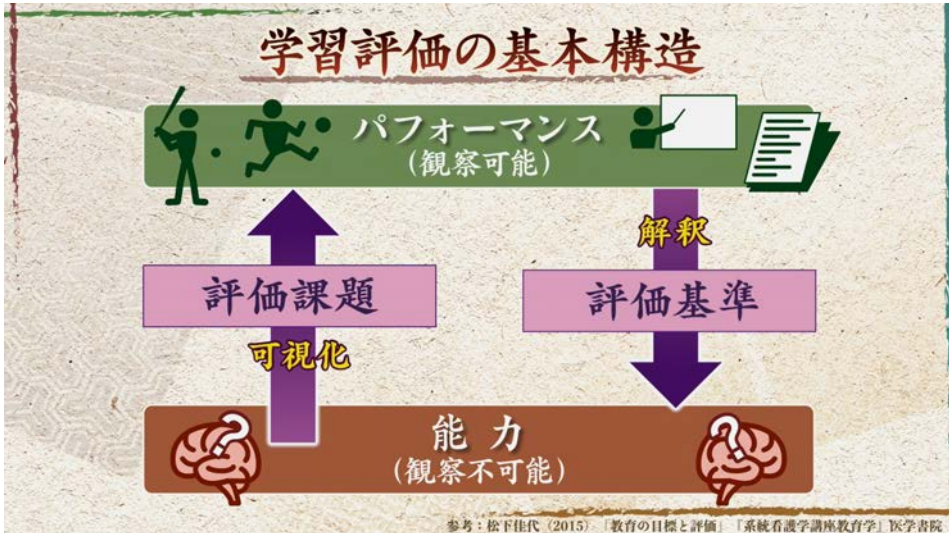 学習評価の基本構造
パフォーマンス
(観察可能)
解釈
評価課題
評価基準
可視化
能力
(観察不可能)
参考:松下佳代(2015)「教育の目標と評価」『系統看護学講座教育学』医学書院